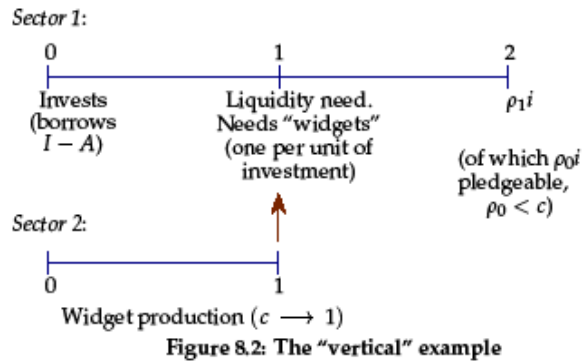 Sector 1:
0 1 2
Invests
(borrows
I – A)
Liquidity need.
Needs “widgets”
(one per unit of
investment)
ρ₁i
(of which ρ₀i
pledgeable,
ρ₀ < c)
Sector 2:
0 1
Widget production (c ⟶ 1)
Figure 8.2: The “vertical” example